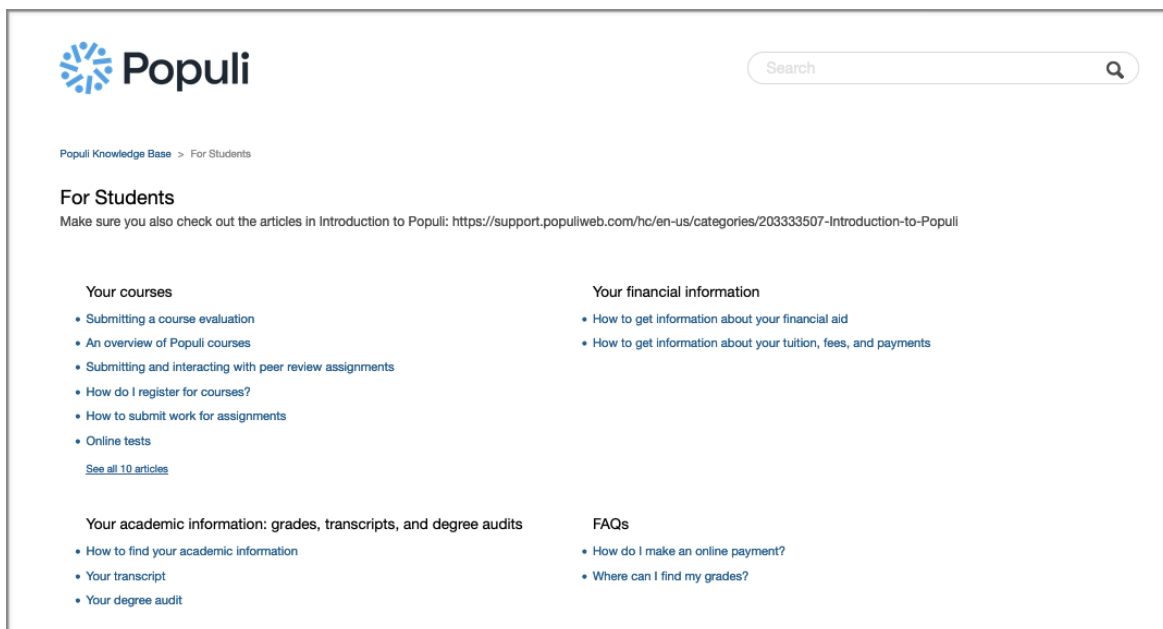 Populi
Search
Populi Knowledge Base > For Students
For Students
Make sure you also check out the articles in Introduction to Populi: https://support.populiweb.com/hc/en-us/categories/203333507-Introduction-to-Populi
Your courses
• Submitting a course evaluation
• An overview of Populi courses
• Submitting and interacting with peer review assignments
• How do I register for courses?
• How to submit work for assignments
• Online tests
See all 10 articles
Your financial information
• How to get information about your financial aid
• How to get information about your tuition, fees, and payments
Your academic information: grades, transcripts, and degree audits
• How to find your academic information
• Your transcript
• Your degree audit
FAQs
• How do I make an online payment?
• Where can I find my grades?